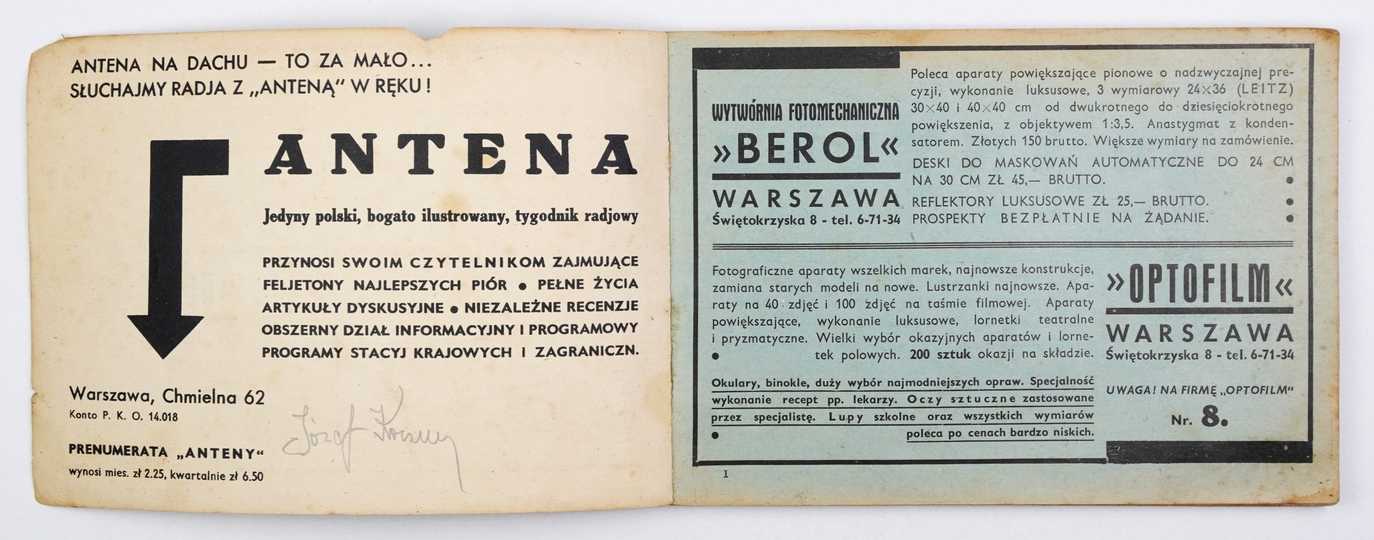 ANTENA NA DACHU — TO ZA MAŁO...
SŁUCHAJMY RADJA Z „ANTENĄ" W RĘKU!
ANTENA
Jedyny polski, bogato ilustrowany, tygodnik radjowy
PRZYNOSI SWOIM CZYTELNIKOM ZAJMUJĄCE
FELJETONY NAJLEPSZYCH PIÓR ● PEŁNE ŻYCIA
ARTYKUŁY DYSKUSYJNE ● NIEZALEŻNE RECENZJE
OBSZERNY DZIAŁ INFORMACYJNY I PROGRAMOWY
PROGRAMY STACYJ KRAJOWYCH I ZAGRANICZN.
Warszawa, Chmielna 62
Konto P. K. O. 14.018
PRENUMERATA „ANTENY"
wynosi mies. zł 2.25, kwartalnie zł 6.50
Józef
WYTWÓRNIA FOTOMECHANICZNA
»BEROL«
WARSZAWA
Świętokrzyska 8 - tel. 6-71-34
Poleca aparaty powiększające pionowe o nadzwyczajnej pre-
cyzji, wykonanie luksusowe, 3 wymiarowy 24×36 (LEITZ)
30×40 i 40×40 cm od dwukrotnego do dziesięciokrotnego
powiększenia, z objektywem 1:3,5. Anastygmat z konden-
satorem. Złotych 150 brutto. Większe wymiary na zamówienie.
DESKI DO MASKOWAŃ AUTOMATYCZNE DO 24 CM
NA 30 CM ZŁ 45,— BRUTTO. ●
REFLEKTORY LUKSUSOWE ZŁ 25,— BRUTTO. ●
PROSPEKTY BEZPŁATNIE NA ŻĄDANIE. ●
Fotograficzne aparaty wszelkich marek, najnowsze konstrukcje,
zamiana starych modeli na nowe. Lustrzanki najnowsze. Apa-
raty na 40 zdjęć i 100 zdjęć na taśmie filmowej. Aparaty
powiększające, wykonanie luksusowe, lornetki teatralne
i pryzmatyczne. Wielki wybór okazyjnych aparatów i lorne-
● tek polowych. 200 sztuk okazji na składzie.
Okulary, binokle, duży wybór najmodniejszych opraw. Specjalność
wykonanie recept pp. lekarzy. Oczy sztuczne zastosowane
przez specjalistę. Lupy szkolne oraz wszystkich wymiarów
● poleca po cenach bardzo niskich.
»OPTOFILM«
WARSZAWA
Świętokrzyska 8 - tel. 6-71-34
UWAGA! NA FIRMĘ „OPTOFILM"
Nr. 8.
1